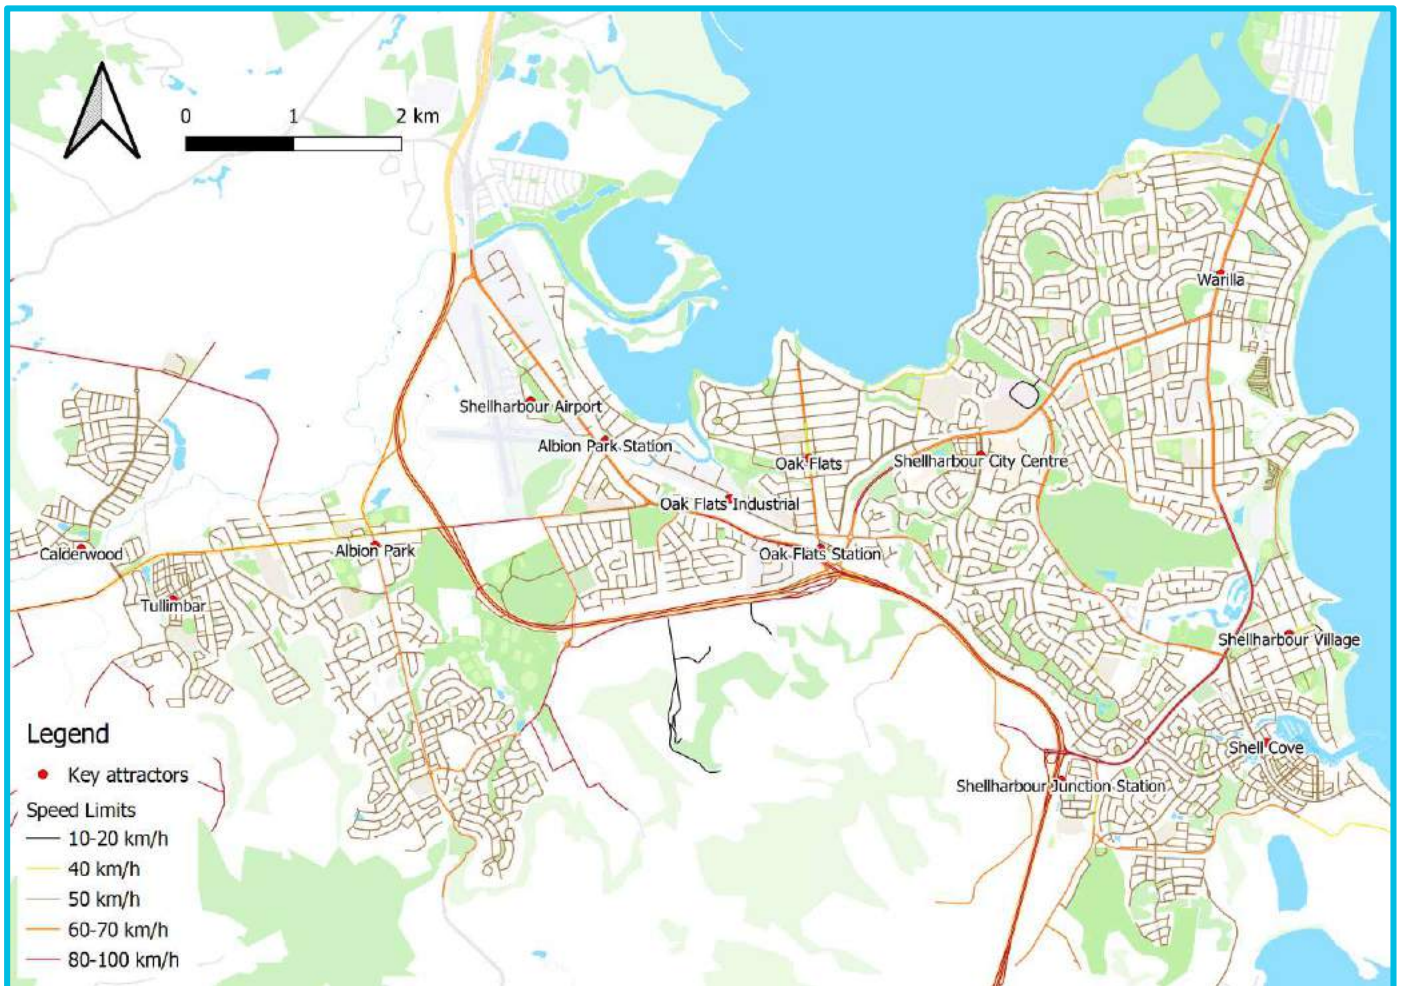 0 1 2 km
Warilla
Shellharbour Airport
Albion Park Station
Oak Flats
Shellharbour City Centre
Oak Flats Industrial
Calderwood
Albion Park
Oak Flats Station
Tullimbar
Shellharbour Village
Shell Cove
Shellharbour Junction Station
Legend
Key attractors
Speed Limits
10-20 km/h
40 km/h
50 km/h
60-70 km/h
80-100 km/h